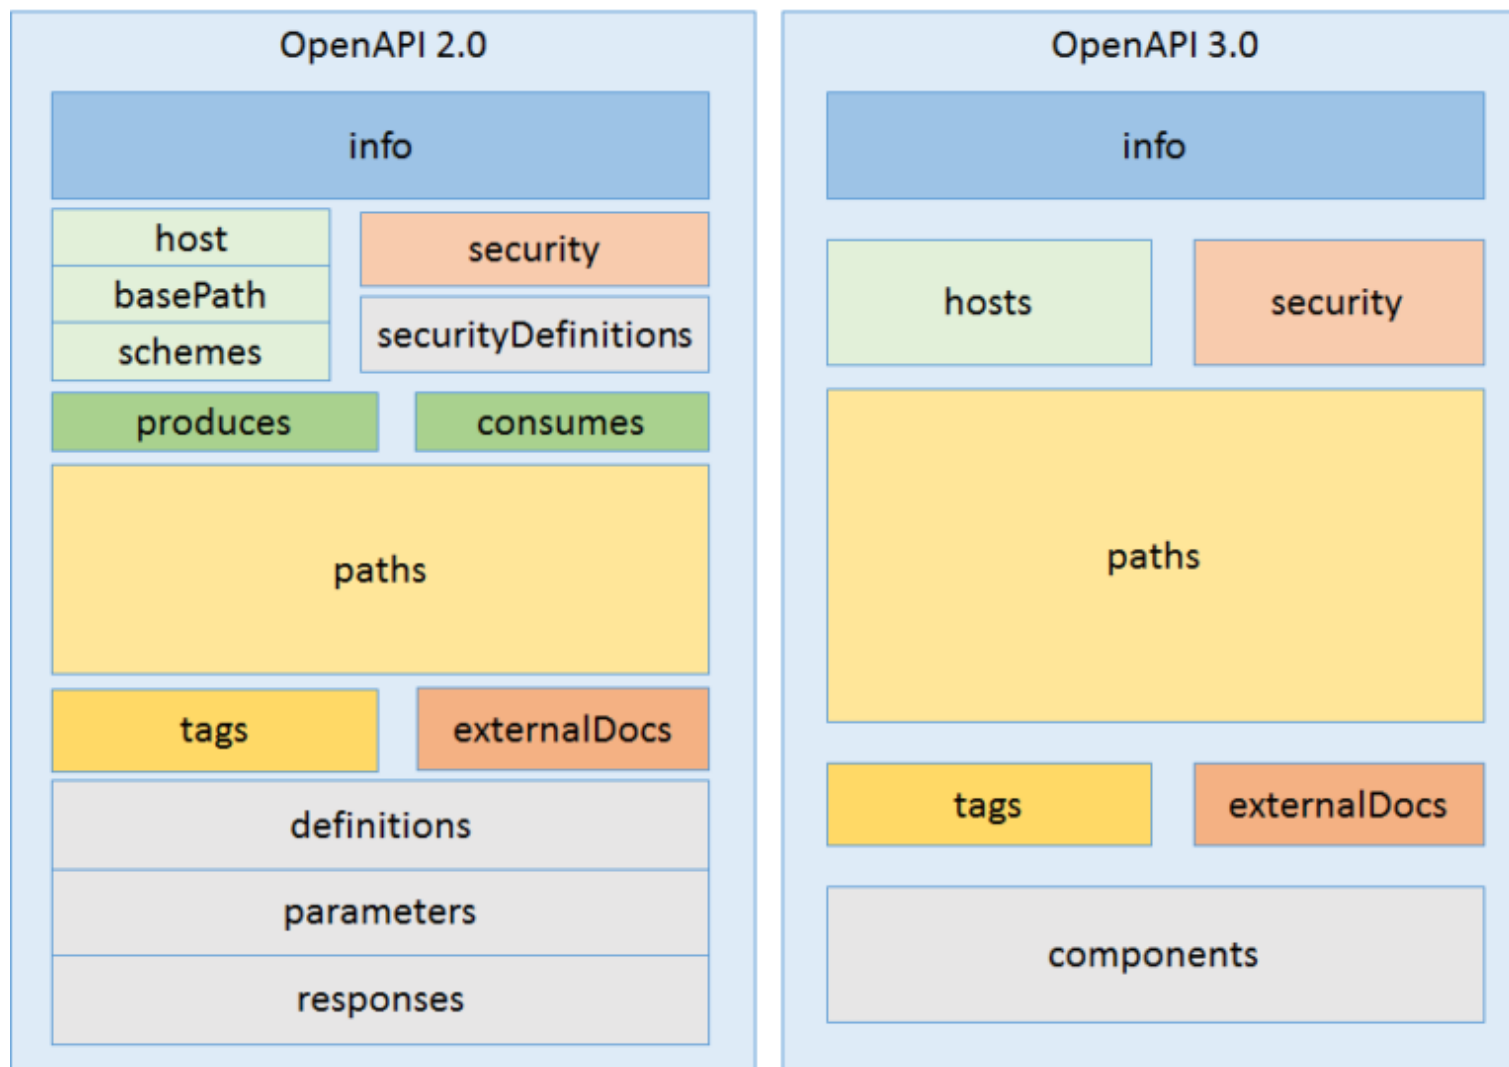 OpenAPI 2.0
info
host
basePath
schemes
security
securityDefinitions
produces
consumes
paths
tags
externalDocs
definitions
parameters
responses
OpenAPI 3.0
info
hosts
security
paths
tags
externalDocs
components